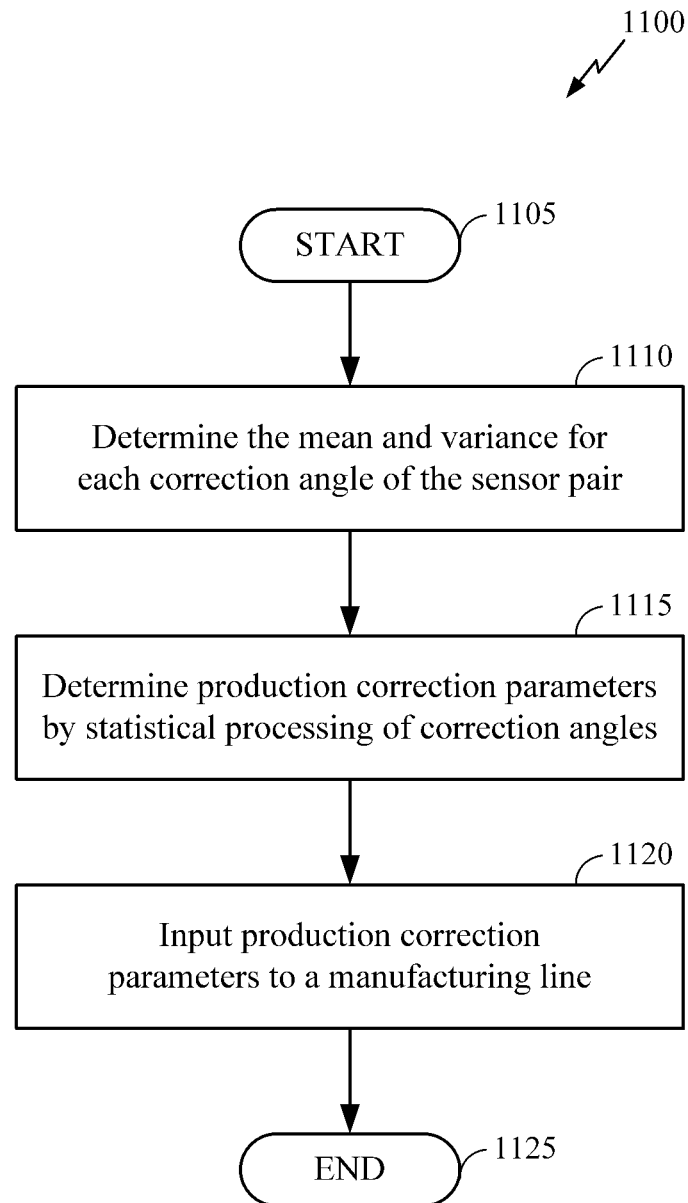 1100
1105
START
1110
Determine the mean and variance for
each correction angle of the sensor pair
1115
Determine production correction parameters
by statistical processing of correction angles
1120
Input production correction
parameters to a manufacturing line
1125
END